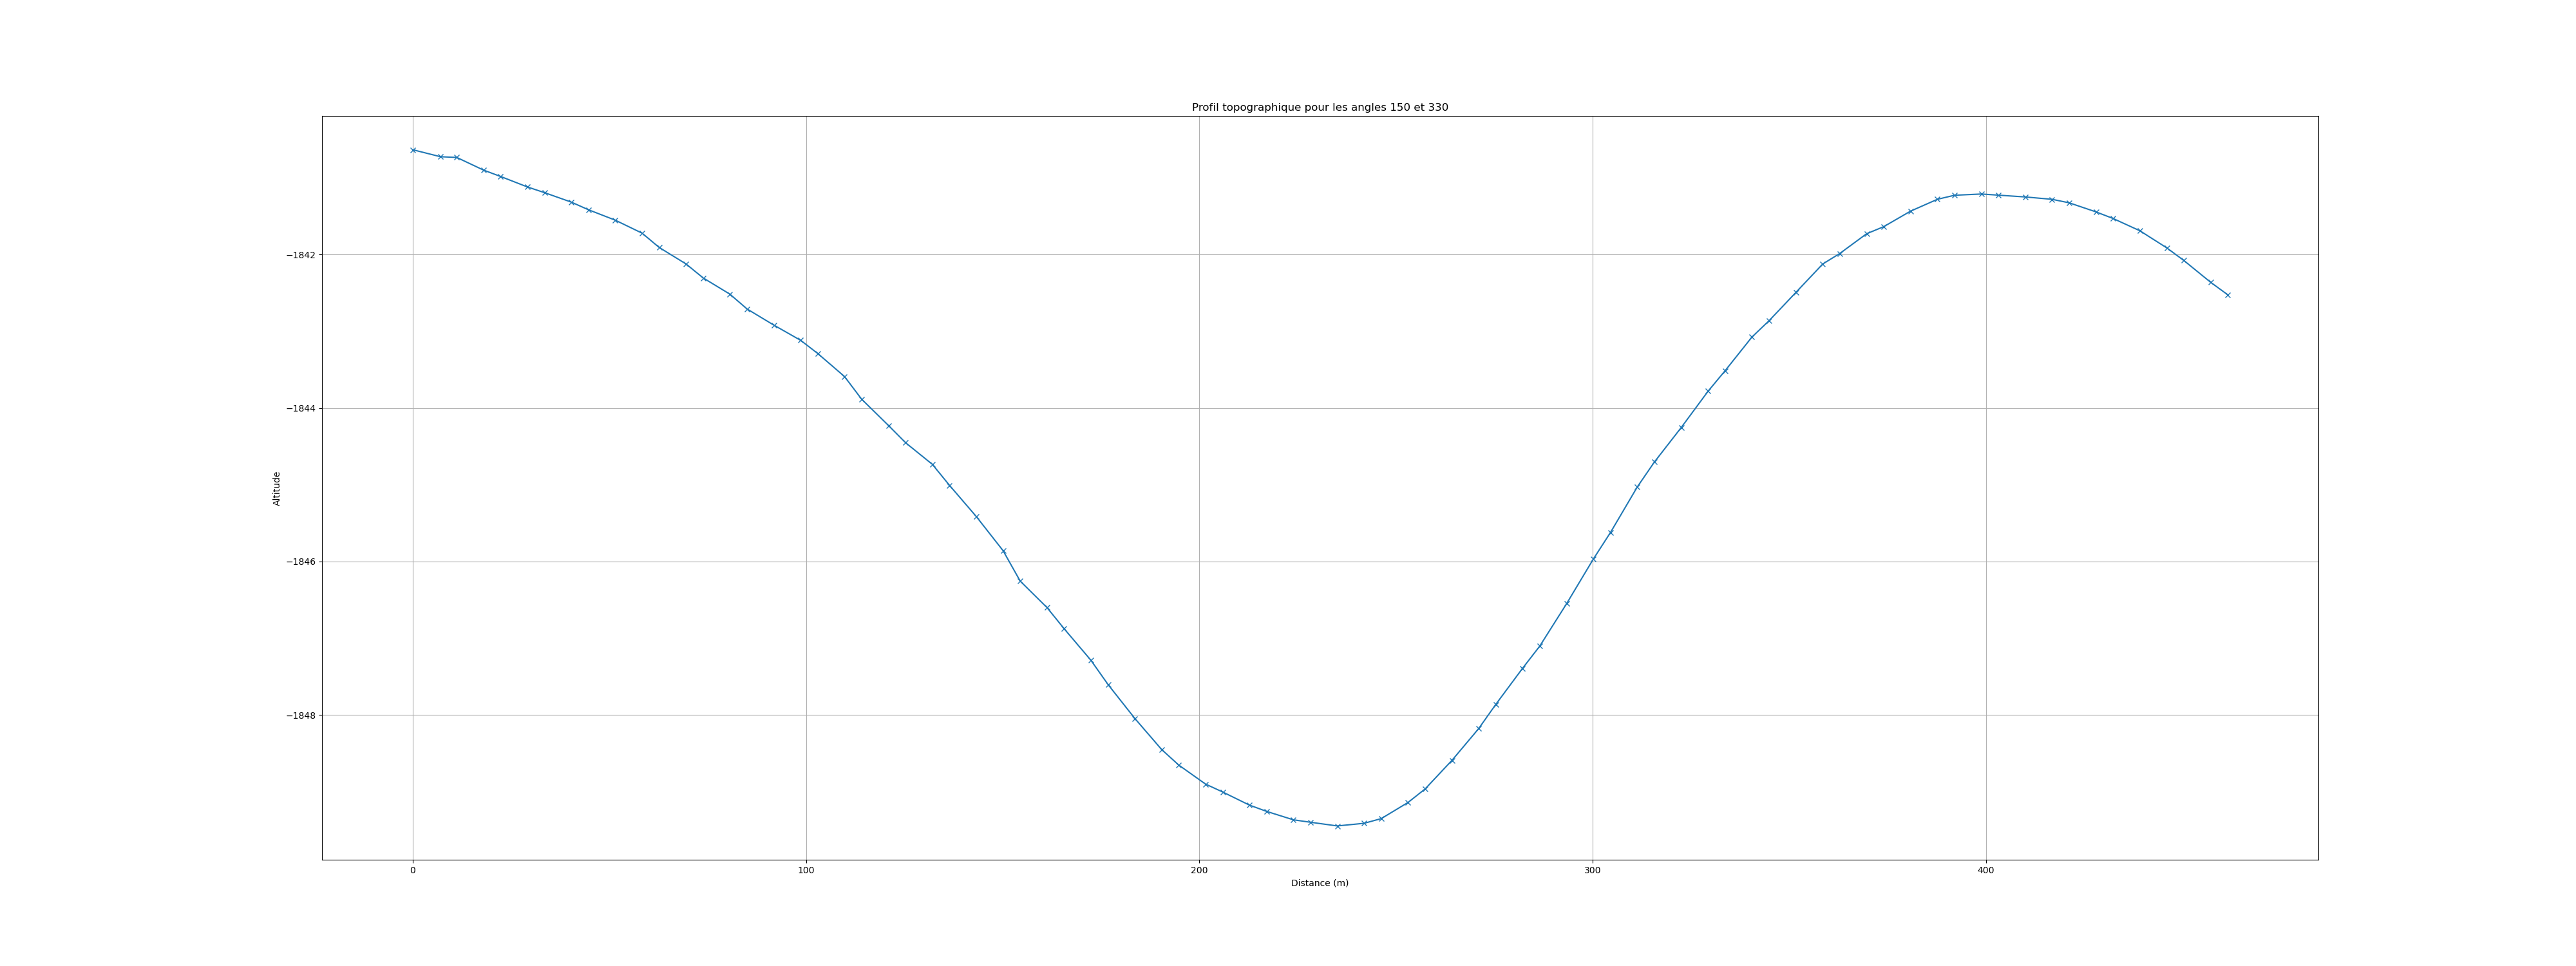 Profil topographique pour les angles 150 et 330
−1842
−1844
−1846
−1848
Altitude
0 100 200 300 400
Distance (m)